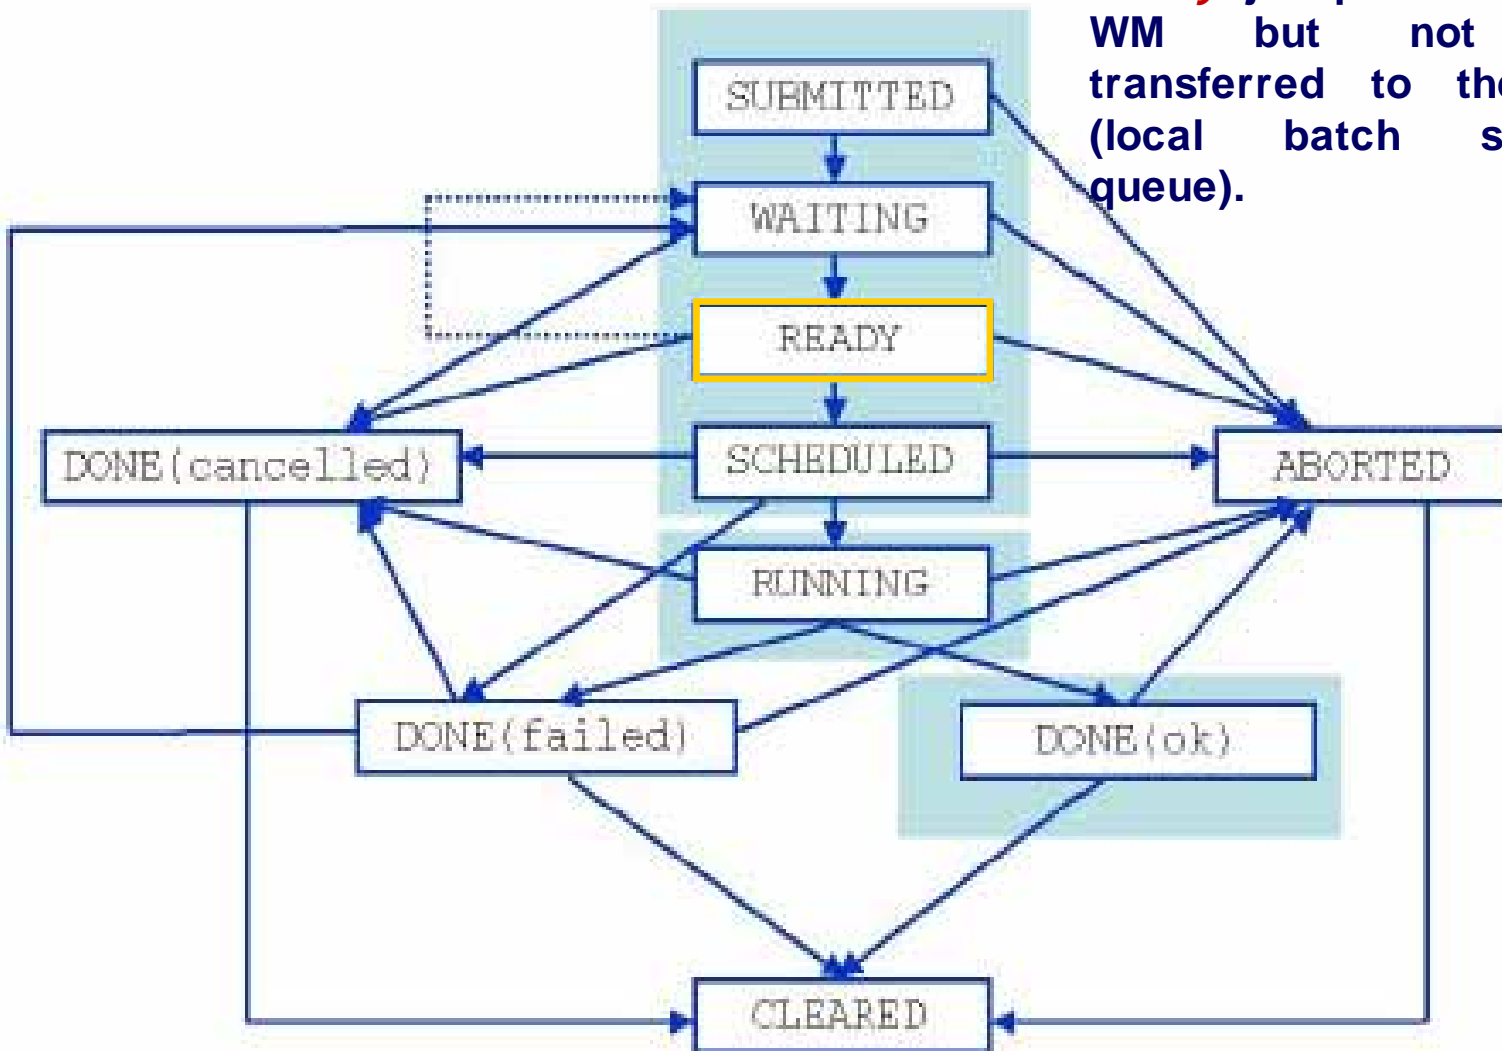 WM but not
transferred to the
(local batch s
queue).
SUBMITTED
WAITING
READY
SCHEDULED
DONE(cancelled)
ABORTED
RUNNING
DONE(failed)
DONE(ok)
CLEARED